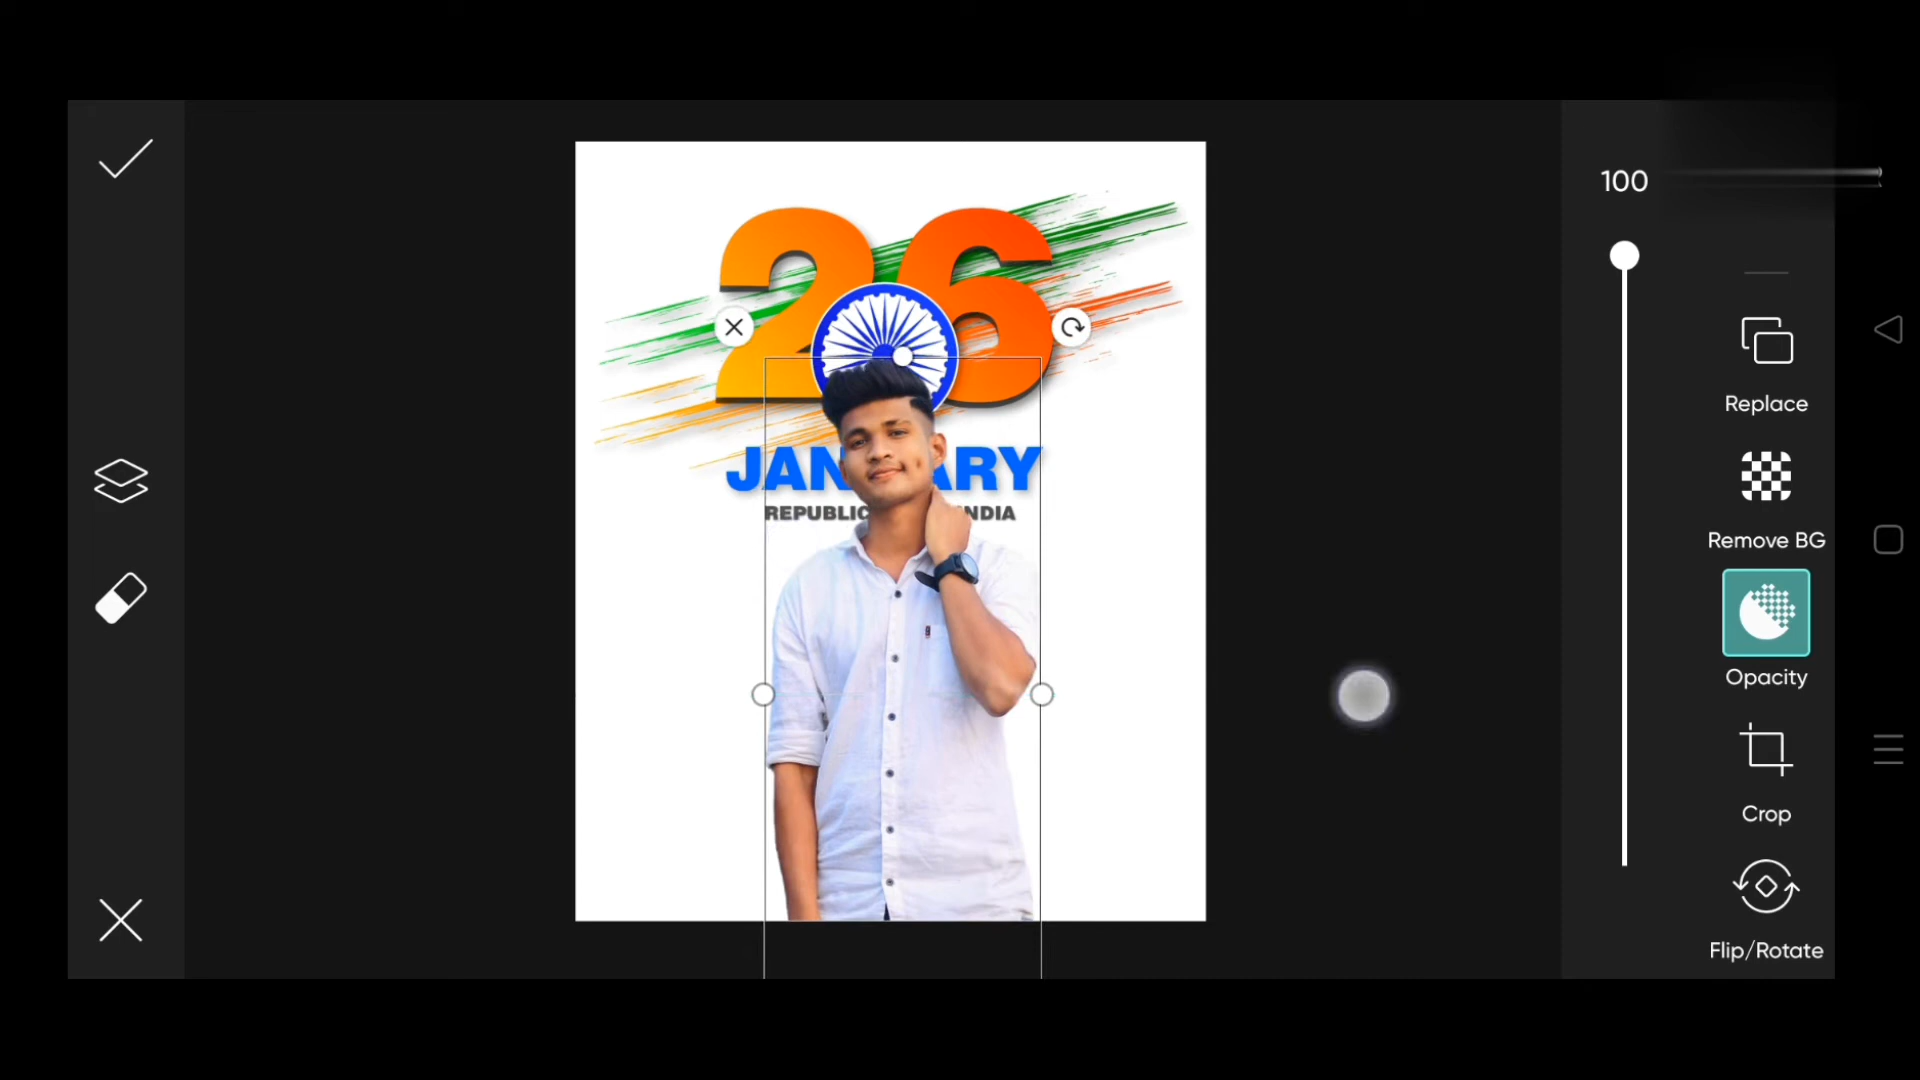 100
26
JAN ARY
REPUBLIC NDIA
Replace
Remove BG
Opacity
Crop
Flip/Rotate